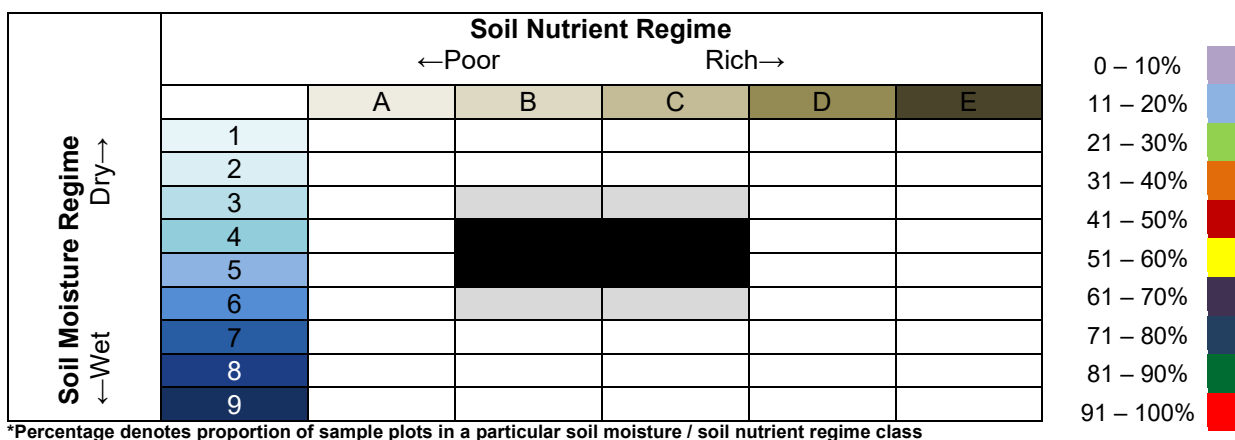 Soil Nutrient Regime
←Poor Rich→
A B C D E
Soil Moisture Regime
←Wet Dry→
1
2
3
4
5
6
7
8
9
0 – 10%
11 – 20%
21 – 30%
31 – 40%
41 – 50%
51 – 60%
61 – 70%
71 – 80%
81 – 90%
91 – 100%
*Percentage denotes proportion of sample plots in a particular soil moisture / soil nutrient regime class